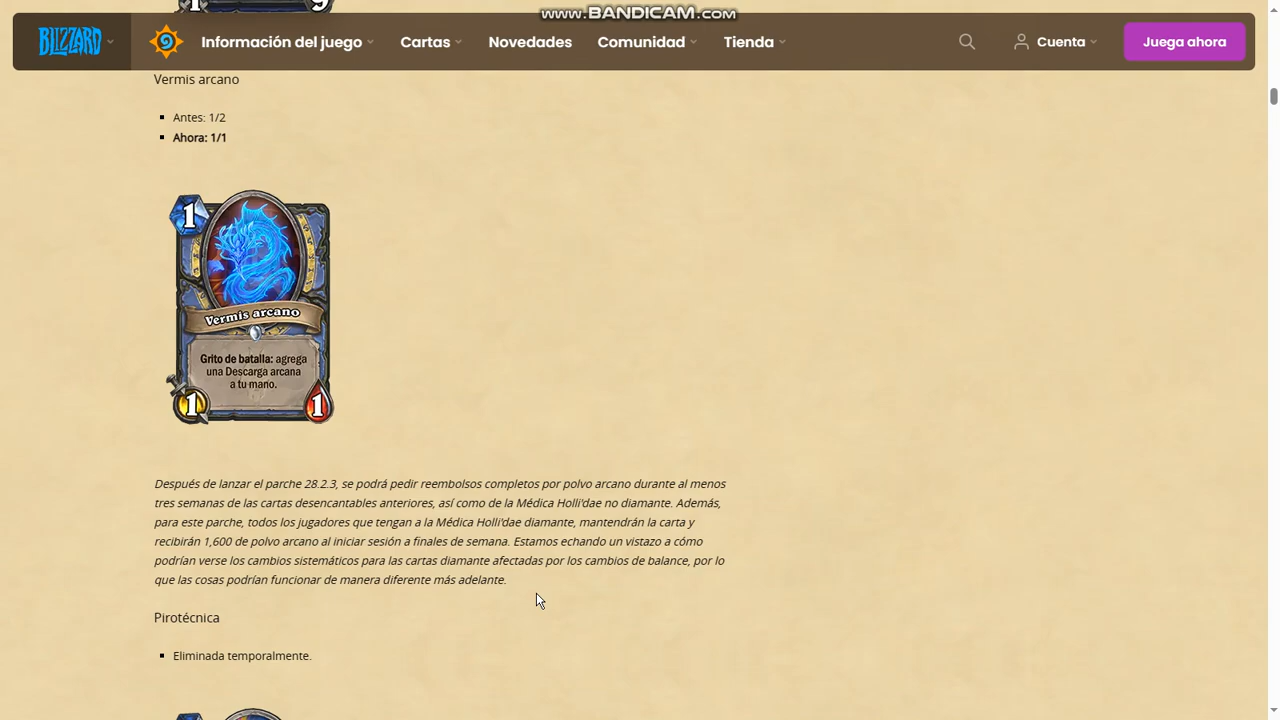 www.BANDICAM.com
BLIZZARD
Información del juego
Cartas
Novedades
Comunidad
Tienda
Cuenta
Juega ahora
Vermis arcano
Antes: 1/2
Ahora: 1/1
1
Vermis arcano
Grito de batalla: agrega
una Descarga arcana
a tu mano.
1
1
Después de lanzar el parche 28.2.3, se podrá pedir reembolsos completos por polvo arcano durante al menos
tres semanas de las cartas desencantables anteriores, así como de la Médica Holli'dae no diamante. Además,
para este parche, todos los jugadores que tengan a la Médica Holli'dae diamante, mantendrán la carta y
recibirán 1,600 de polvo arcano al iniciar sesión a finales de semana. Estamos echando un vistazo a cómo
podrían verse los cambios sistemáticos para las cartas diamante afectadas por los cambios de balance, por lo
que las cosas podrían funcionar de manera diferente más adelante.
Pirotécnica
Eliminada temporalmente.